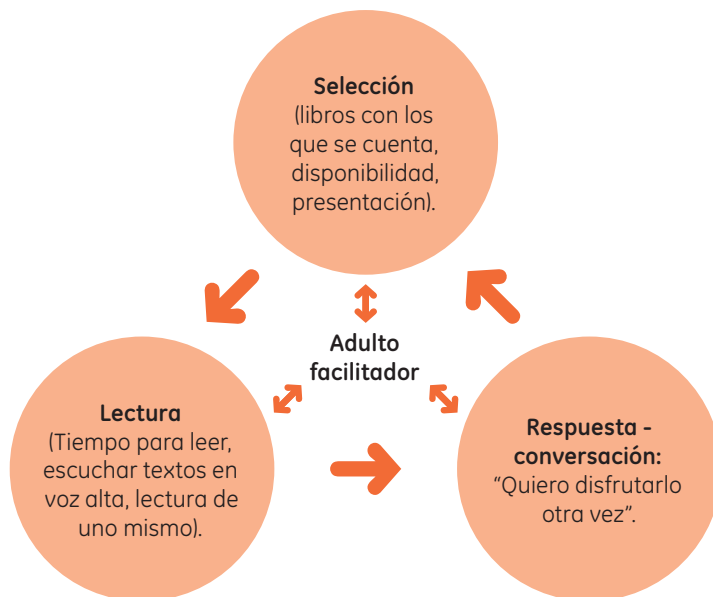 Selección
(libros con los
que se cuenta,
disponibilidad,
presentación).
Adulto
facilitador
Lectura
(Tiempo para leer,
escuchar textos en
voz alta, lectura de
uno mismo).
Respuesta -
conversación:
“Quiero disfrutarlo
otra vez”.